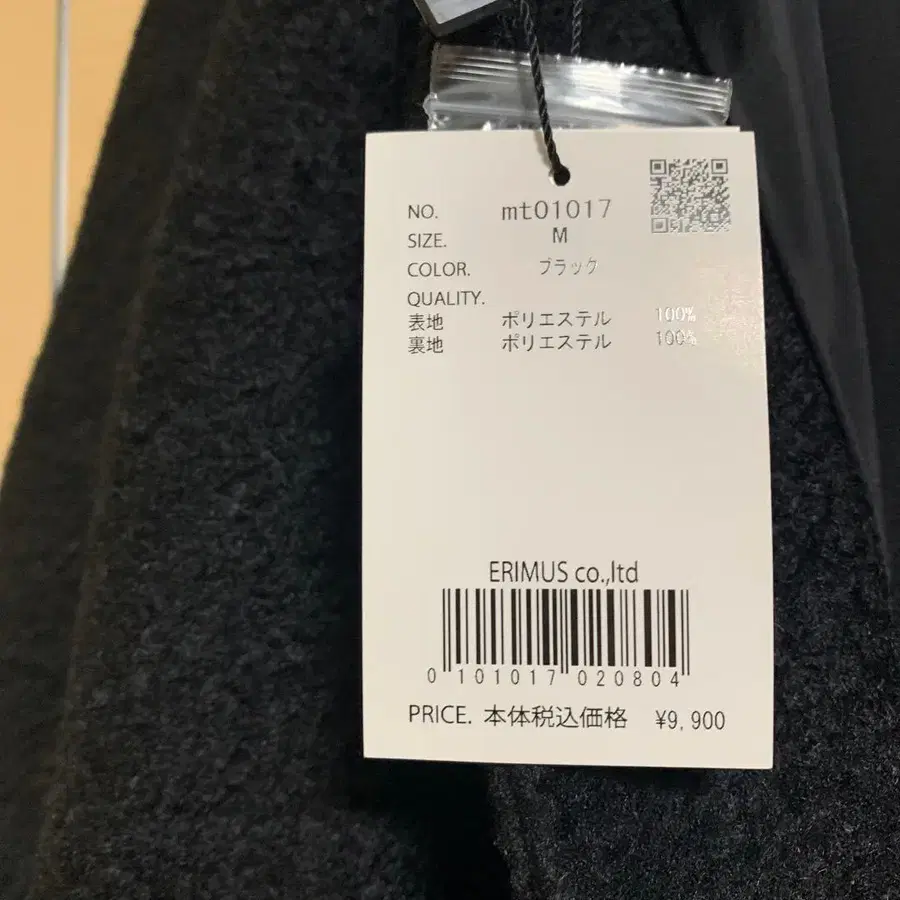 NO. mt01017
SIZE. M
COLOR. ブラック
QUALITY.
表地 ポリエステル 100%
裏地 ポリエステル 100%
ERIMUS co.,ltd
0 101017 020804
PRICE. 本体税込価格 ¥9,900